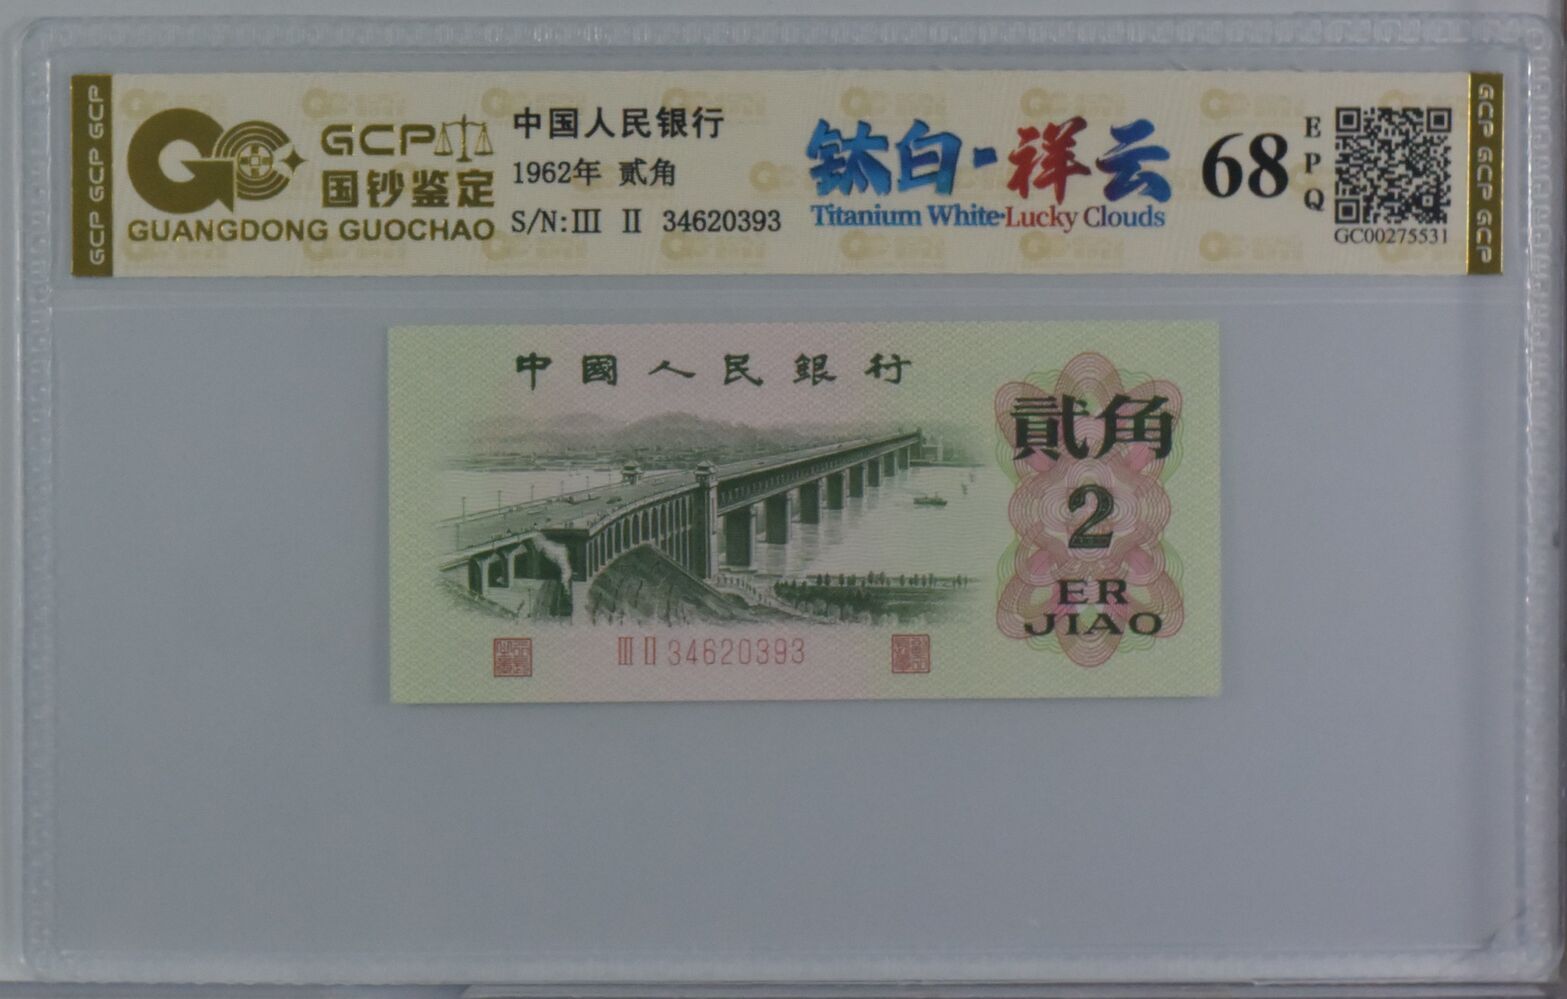 GCP GCP GCP
GCP
国钞鉴定
GUANGDONG GUOCHAO
中国人民银行
1962年 贰角
S/N:III II 34620393
钛白·祥云
Titanium White·Lucky Clouds
68
EPQ
GC00275531
GCP GCP GCP
中國人民銀行
貳角
2
ER
JIAO
III II 34620393